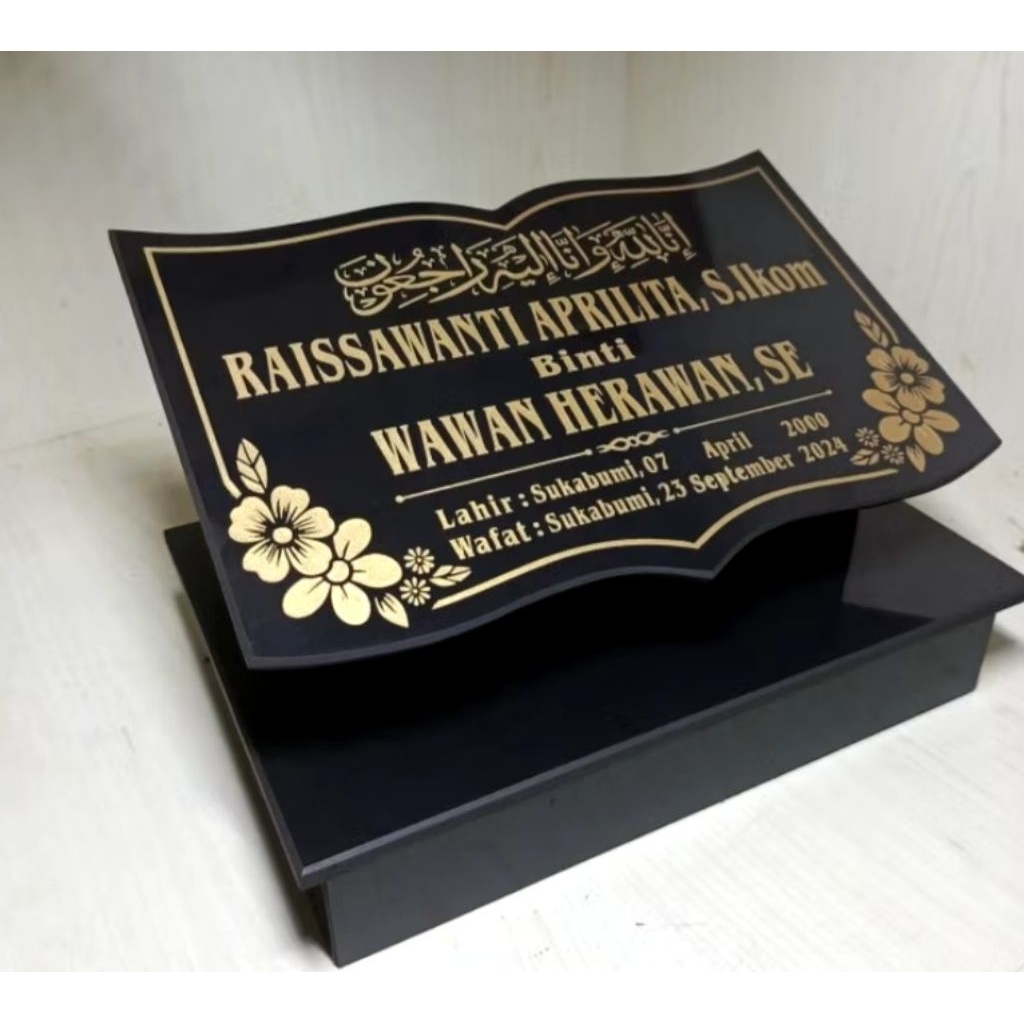 إنا لله وإنا إليه راجعون
RAISSAWANTI APRILITA, S.Ikom
Binti
WAWAN HERAWAN, SE
Lahir : Sukabumi, 07 April 2000
Wafat : Sukabumi, 23 September 2024